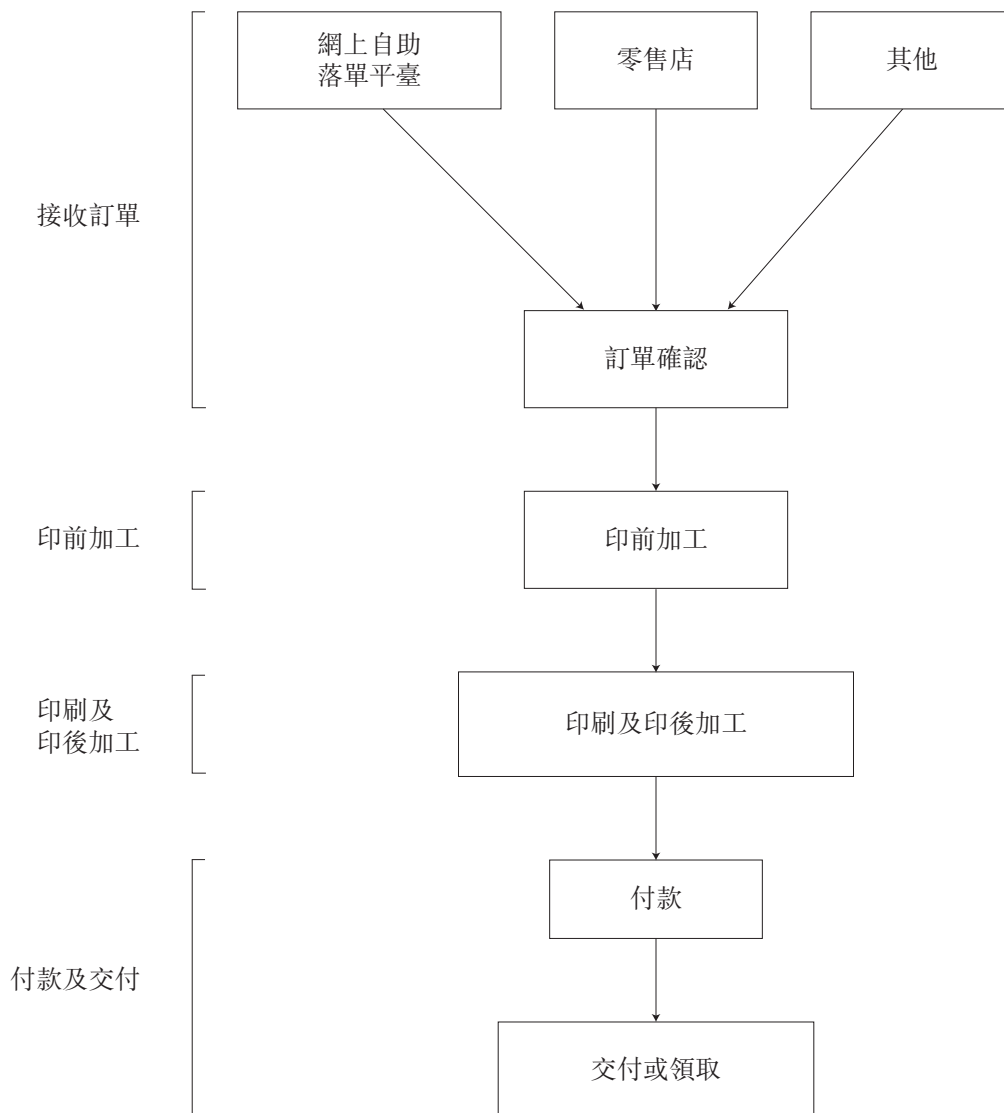 網上自助
落單平臺
零售店
其他
接收訂單
訂單確認
印前加工
印前加工
印刷及
印後加工
印刷及印後加工
付款
付款及交付
交付或領取